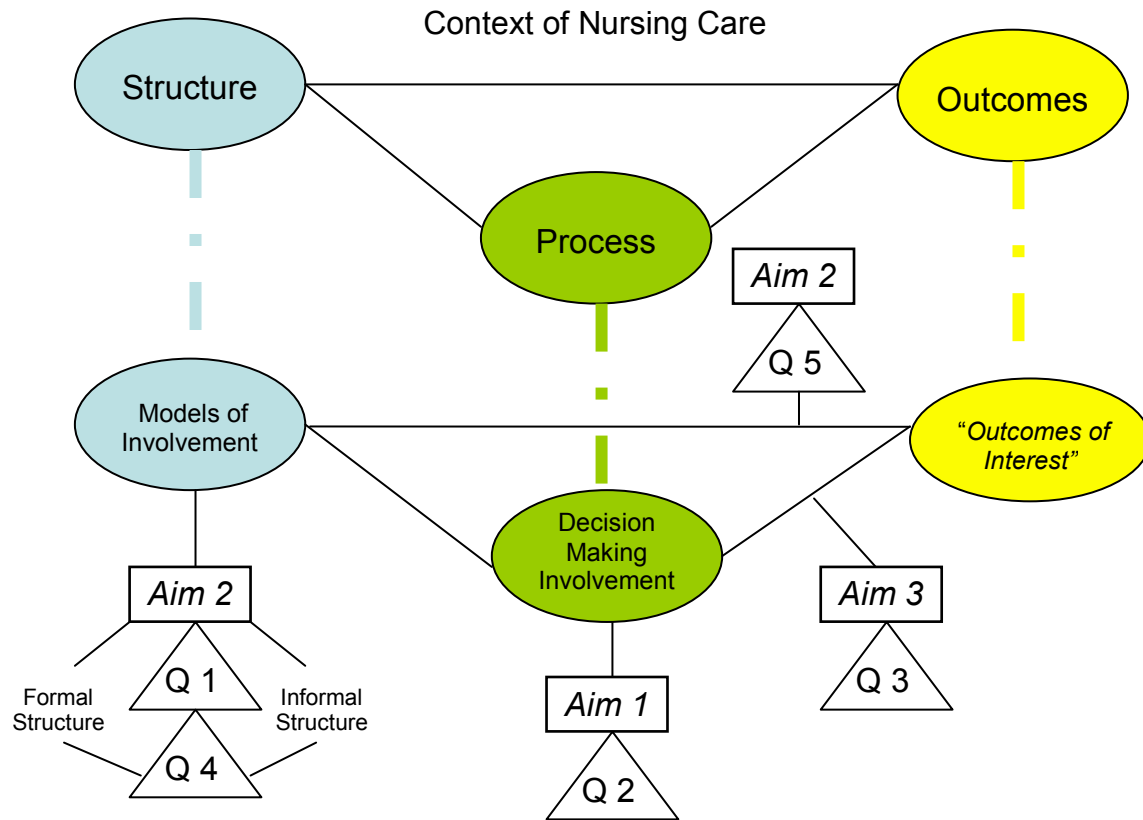 Context of Nursing Care
Structure
Outcomes
Process
Aim 2
Q 5
Models of
Involvement
“Outcomes of
Interest”
Decision
Making
Involvement
Aim 2
Q 1
Formal
Structure
Informal
Structure
Q 4
Aim 1
Q 2
Aim 3
Q 3